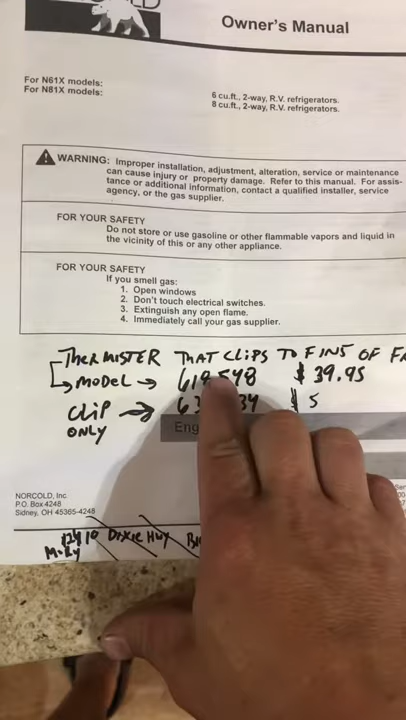 Owner's Manual
For N61X models:
For N81X models:
6 cu.ft., 2-way, R.V. refrigerators.
8 cu.ft., 2-way, R.V. refrigerators.
WARNING: Improper installation, adjustment, alteration, service or maintenance
can cause injury or property damage. Refer to this manual. For assis-
tance or additional information, contact a qualified installer, service
agency, or the gas supplier.
FOR YOUR SAFETY
Do not store or use gasoline or other flammable vapors and liquid in
the vicinity of this or any other appliance.
FOR YOUR SAFETY
If you smell gas:
1. Open windows
2. Don't touch electrical switches.
3. Extinguish any open flame.
4. Immediately call your gas supplier.
THERMISTER THAT CLIPS TO FINS OF
MODEL → 618548 $39.95
CLIP → $5
ONLY
NORCOLD, Inc
P.O. Box 4248
Sidney, OH 45365-4248
Dixie Hwy